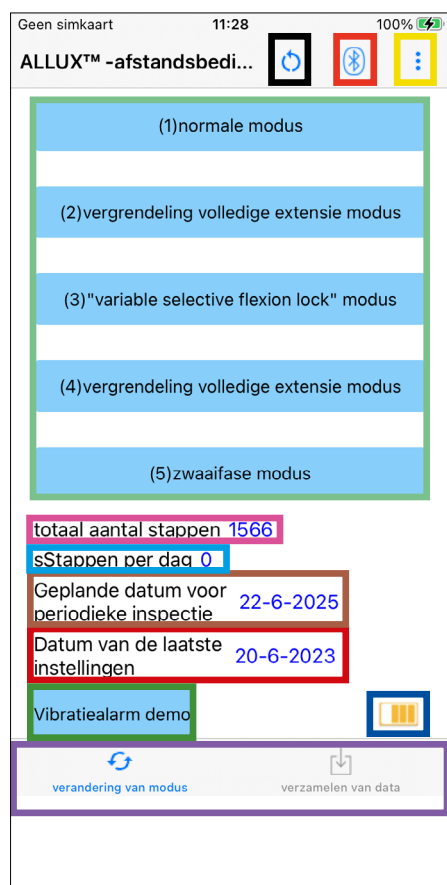 Geen simkaart 11:28 100%
ALLUX™ -afstandsbedi...
(1)normale modus
(2)vergrendeling volledige extensie modus
(3)"variable selective flexion lock" modus
(4)vergrendeling volledige extensie modus
(5)zwaaifase modus
totaal aantal stappen 1566
sStappen per dag 0
Geplande datum voor
periodieke inspectie 22-6-2025
Datum van de laatste
instellingen 20-6-2023
Vibratiealarm demo
verandering van modus verzamelen van data